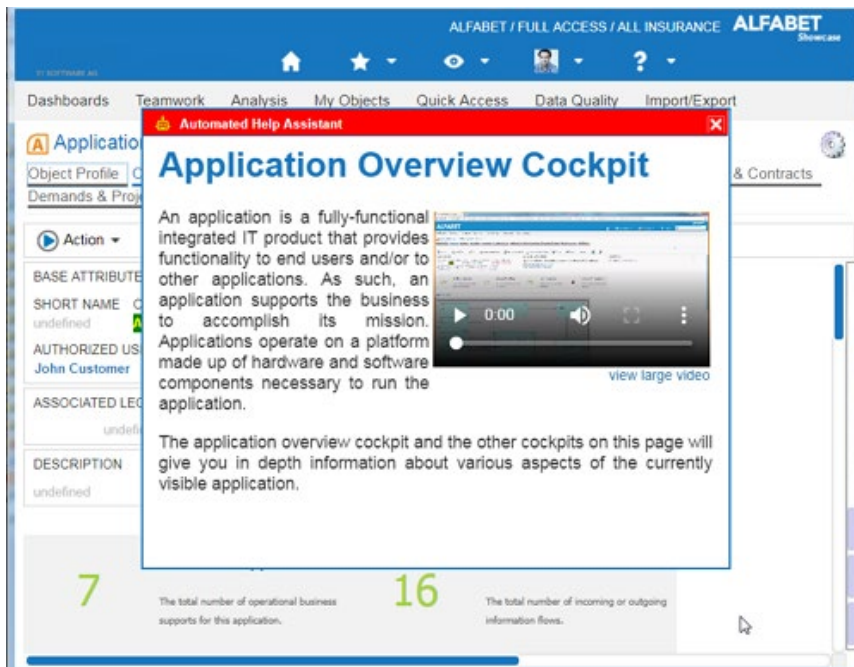 ALFABET / FULL ACCESS / ALL INSURANCE ALFABET
Showcase
Dashboards Teamwork Analysis My Objects Quick Access Data Quality Import/Export
Automated Help Assistant
A Applicatio
Application Overview Cockpit
Object Profile
& Contracts
Demands & Proj
Action
An application is a fully-functional
integrated IT product that provides
functionality to end users and/or to
other applications. As such, an
application supports the business
to accomplish its mission.
Applications operate on a platform
made up of hardware and software
components necessary to run the
application.
0:00
view large video
BASE ATTRIBUTE
SHORT NAME
undefined
AUTHORIZED US
John Customer
ASSOCIATED LEG
undefi
DESCRIPTION
undefined
The application overview cockpit and the other cockpits on this page will
give you in depth information about various aspects of the currently
visible application.
7
The total number of operational business
supports for this application.
16
The total number of incoming or outgoing
information flows.